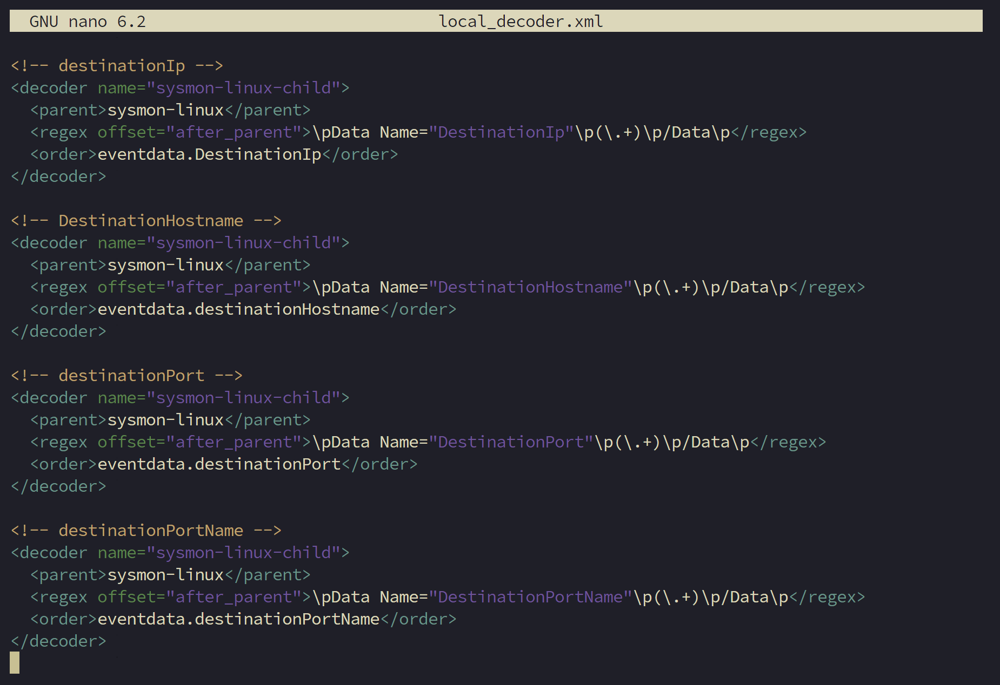 GNU nano 6.2 local_decoder.xml
<!-- destinationIp -->
<decoder name="sysmon-linux-child">
<parent>sysmon-linux</parent>
<regex offset="after_parent">\pData Name="DestinationIp"\p(\.+)\p/Data\p</regex>
<order>eventdata.DestinationIp</order>
</decoder>
<!-- DestinationHostname -->
<decoder name="sysmon-linux-child">
<parent>sysmon-linux</parent>
<regex offset="after_parent">\pData Name="DestinationHostname"\p(\.+)\p/Data\p</regex>
<order>eventdata.destinationHostname</order>
</decoder>
<!-- destinationPort -->
<decoder name="sysmon-linux-child">
<parent>sysmon-linux</parent>
<regex offset="after_parent">\pData Name="DestinationPort"\p(\.+)\p/Data\p</regex>
<order>eventdata.destinationPort</order>
</decoder>
<!-- destinationPortName -->
<decoder name="sysmon-linux-child">
<parent>sysmon-linux</parent>
<regex offset="after_parent">\pData Name="DestinationPortName"\p(\.+)\p/Data\p</regex>
<order>eventdata.destinationPortName</order>
</decoder>